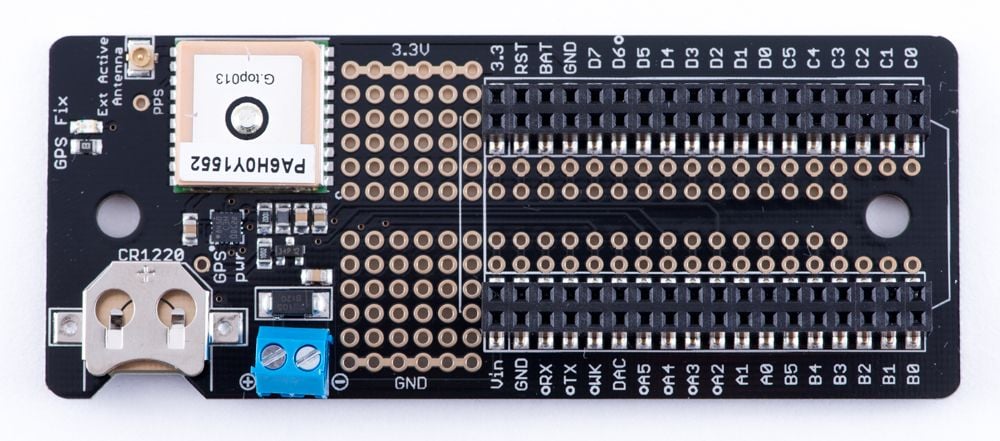 Ext Active
Antenna
PPS
GPS Fix
G.top013
PA6H0Y1552
3.3V
3.3 RST BAT GND D7 D6 D5 D4 D3 D2 D1 D0 C5 C4 C3 C2 C1 C0
CR1220
GPS
pwr
+
GND
Vin GND RX TX WK DAC A5 A4 A3 A2 A1 A0 B5 B4 B3 B2 B1 B0
+ -